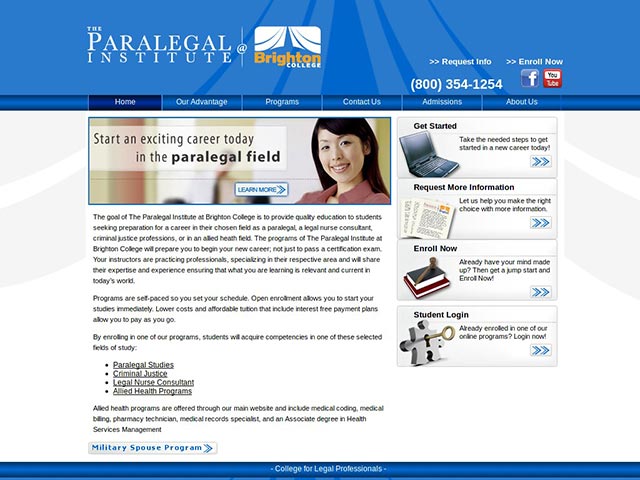 THE
PARALEGAL
INSTITUTE @ Brighton
COLLEGE
>> Request Info >> Enroll Now
(800) 354-1254
You
Tube
Home Our Advantage Programs Contact Us Admissions About Us
Start an exciting career today
in the paralegal field
LEARN MORE >>
The goal of The Paralegal Institute at Brighton College is to provide quality education to students
seeking preparation for a career in their chosen field as a paralegal, a legal nurse consultant,
criminal justice professions, or in an allied heath field. The programs of The Paralegal Institute at
Brighton College will prepare you to begin your new career; not just to pass a certification exam.
Your instructors are practicing professionals, specializing in their respective area and will share
their expertise and experience ensuring that what you are learning is relevant and current in
today's world.
Programs are self-paced so you set your schedule. Open enrollment allows you to start your
studies immediately. Lower costs and affordable tuition that include interest free payment plans
allow you to pay as you go.
By enrolling in one of our programs, students will acquire competencies in one of these selected
fields of study:
Paralegal Studies
Criminal Justice
Legal Nurse Consultant
Allied Health Programs
Allied health programs are offered through our main website and include medical coding, medical
billing, pharmacy technician, medical records specialist, and an Associate degree in Health
Services Management
Military Spouse Program >
Get Started
Take the needed steps to get
started in a new career today!
Request More Information
Let us help you make the right
choice with more information.
Enroll Now
Already have your mind made
up? Then get a jump start and
Enroll Now!
Student Login
Already enrolled in one of our
online programs? Login now!
- College for Legal Professionals -